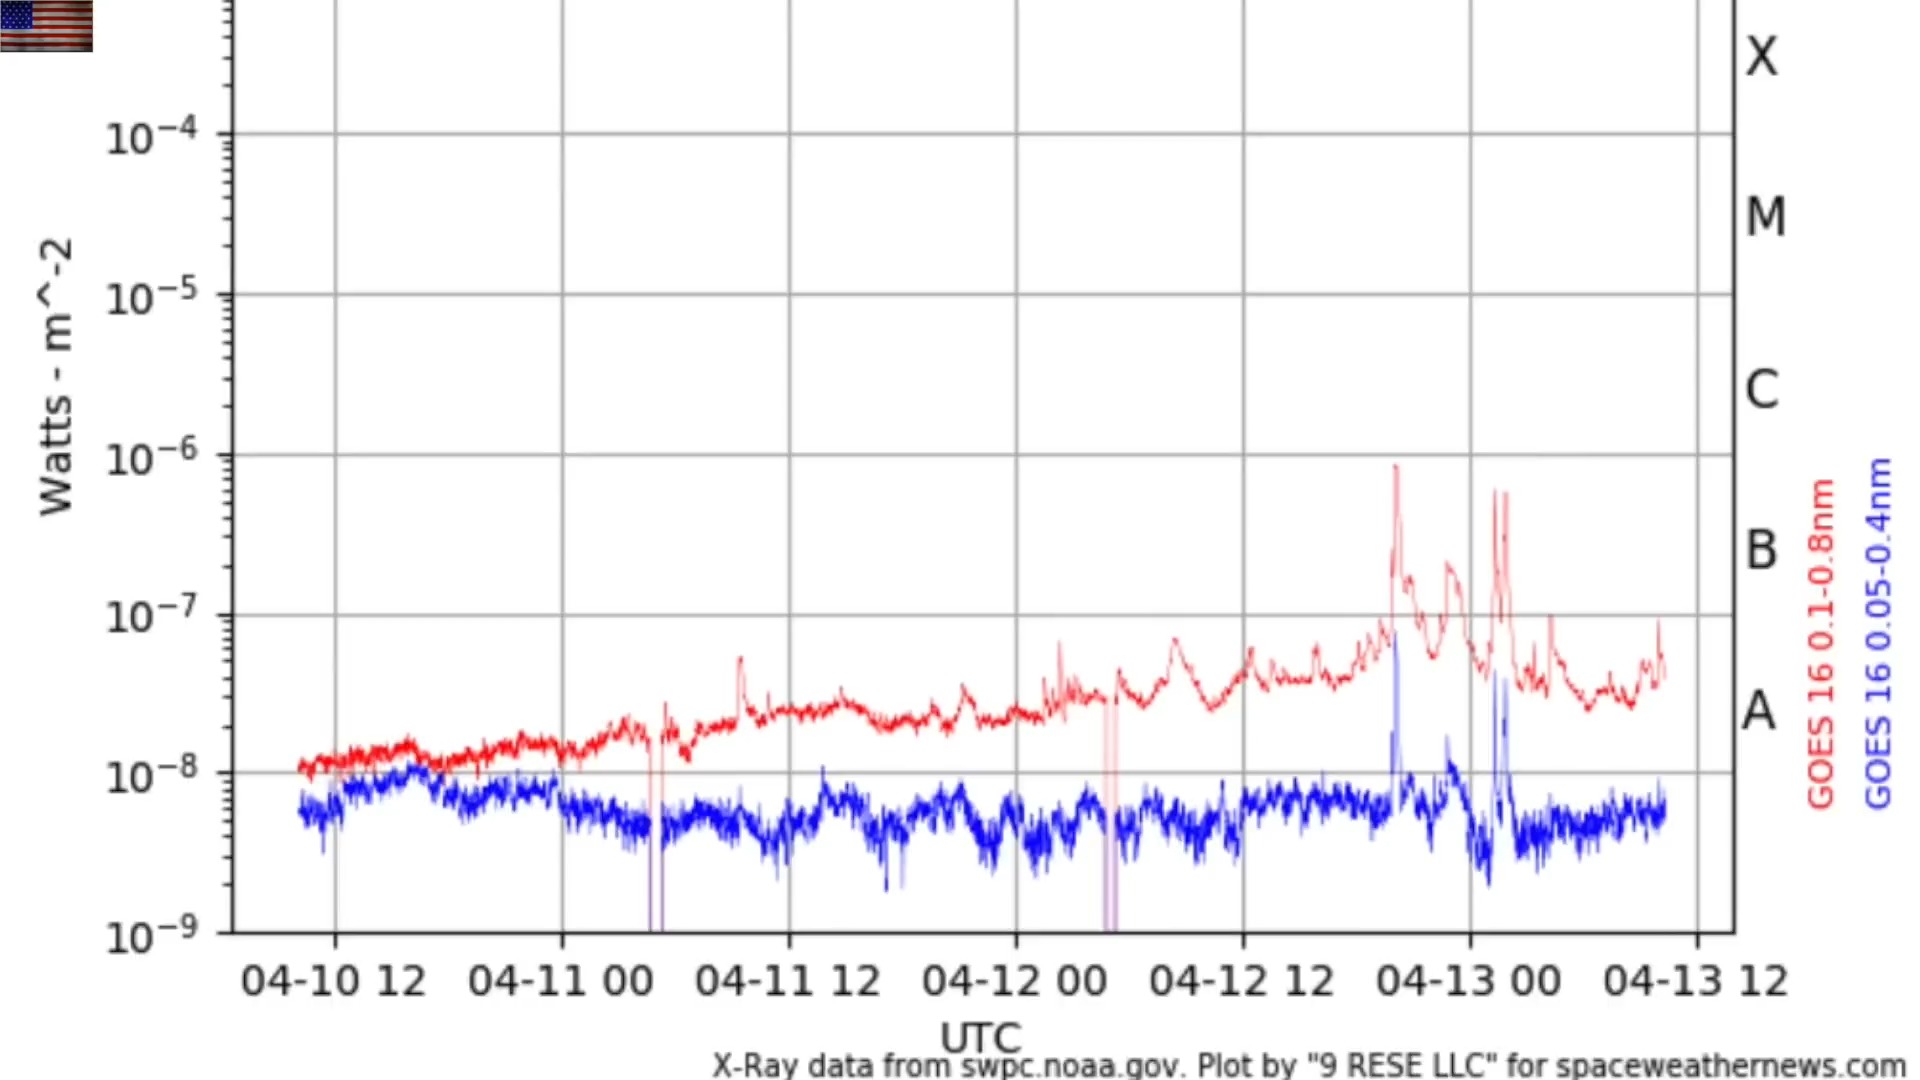 X
10−4
M
10−5
C
10−6
B
10−7
A
10−8
10−9
Watts - m^-2
GOES 16 0.1-0.8nm
GOES 16 0.05-0.4nm
04-10 12 04-11 00 04-11 12 04-12 00 04-12 12 04-13 00 04-13 12
UTC
X-Ray data from swpc.noaa.gov. Plot by "9 RESE LLC" for spaceweathernews.com